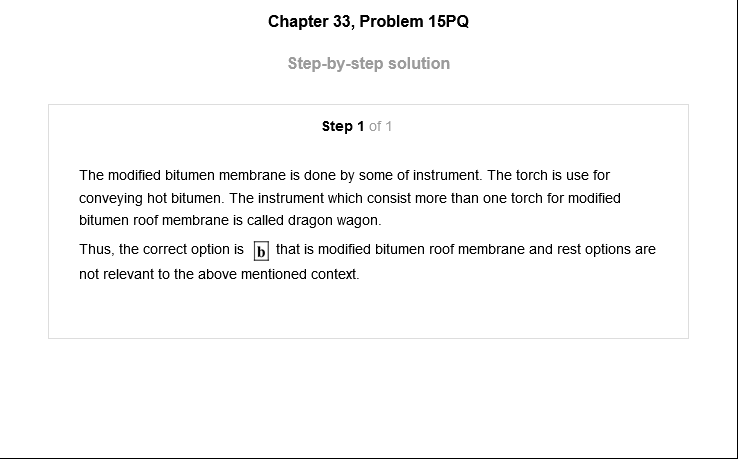 Chapter 33, Problem 15PQ
Step-by-step solution
Step 1 of 1
The modified bitumen membrane is done by some of instrument. The torch is use for
conveying hot bitumen. The instrument which consist more than one torch for modified
bitumen roof membrane is called dragon wagon.
Thus, the correct option is b that is modified bitumen roof membrane and rest options are
not relevant to the above mentioned context.